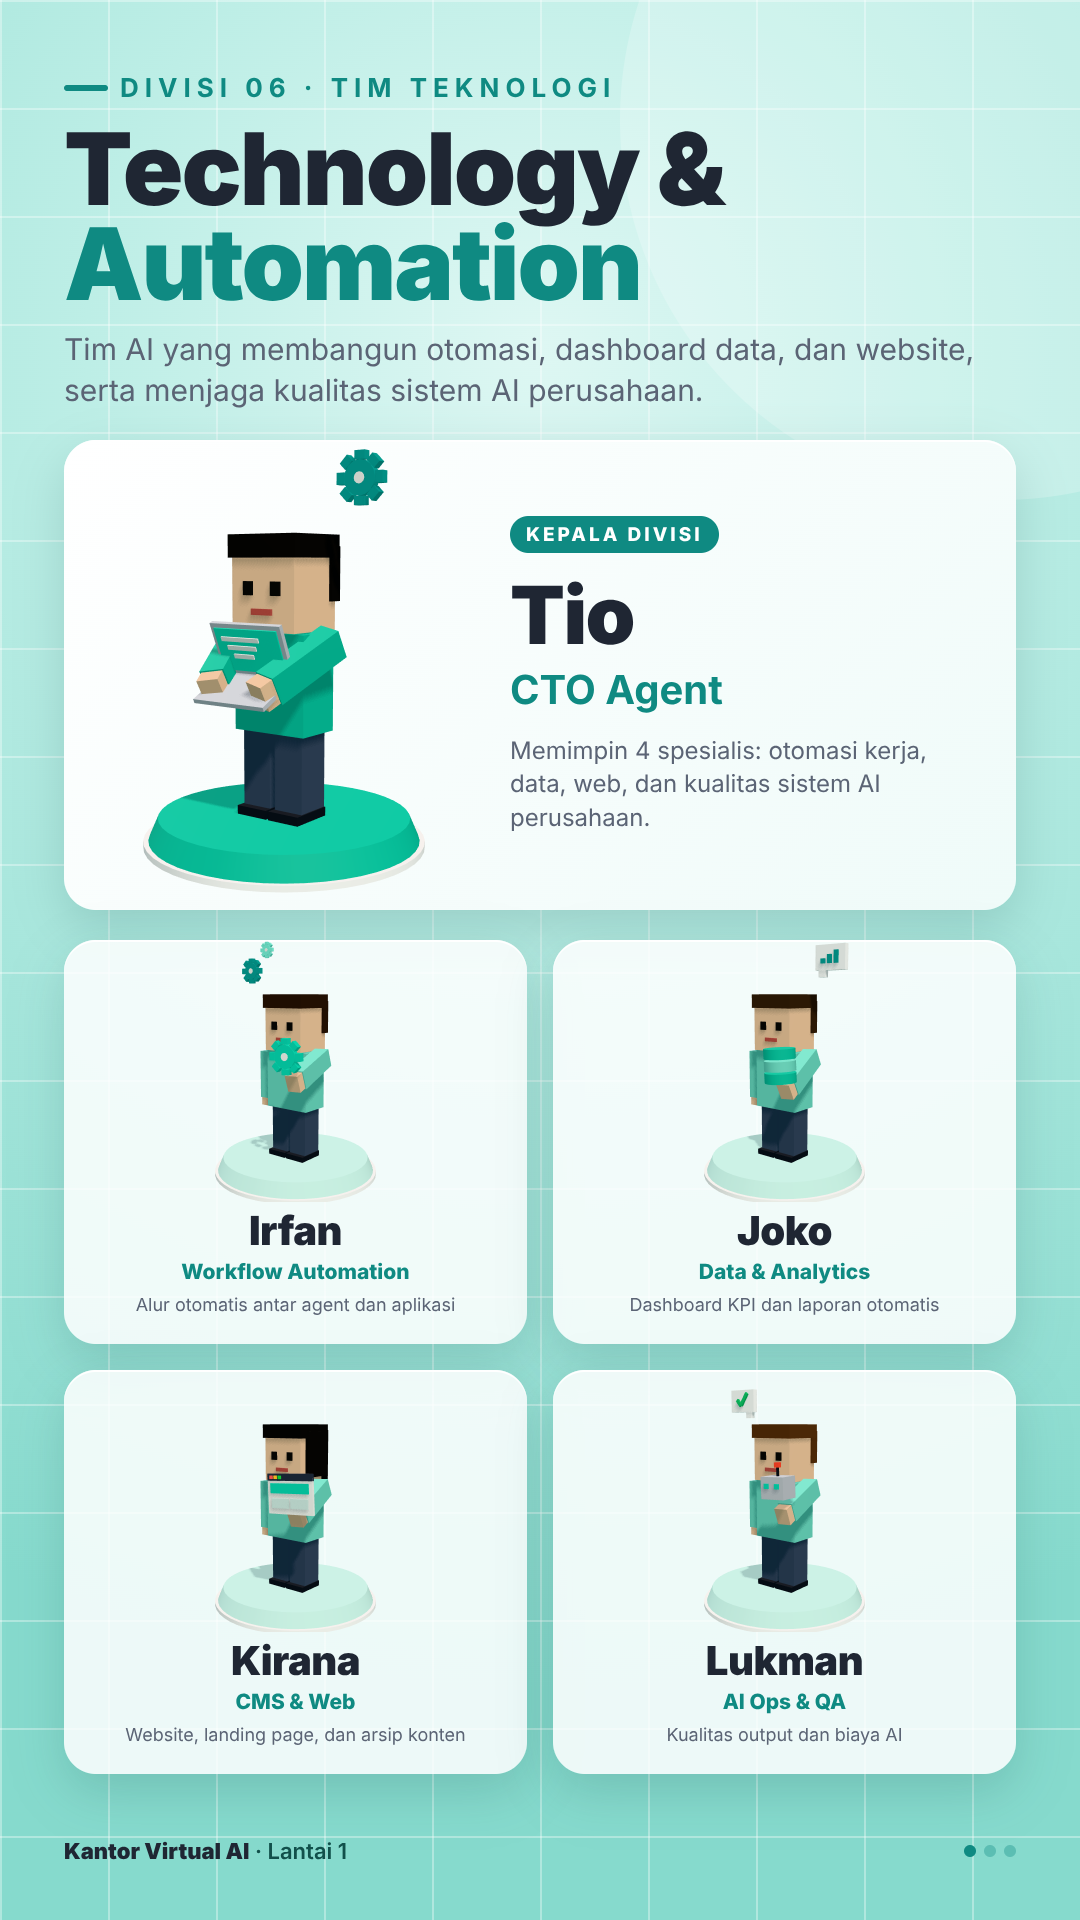 DIVISI 06 · TIM TEKNOLOGI
Technology &
Automation
Tim AI yang membangun otomasi, dashboard data, dan website,
serta menjaga kualitas sistem AI perusahaan.
KEPALA DIVISI
Tio
CTO Agent
Memimpin 4 spesialis: otomasi kerja,
data, web, dan kualitas sistem AI
perusahaan.
Irfan
Workflow Automation
Alur otomatis antar agent dan aplikasi
Joko
Data & Analytics
Dashboard KPI dan laporan otomatis
Kirana
CMS & Web
Website, landing page, dan arsip konten
Lukman
AI Ops & QA
Kualitas output dan biaya AI
Kantor Virtual AI · Lantai 1